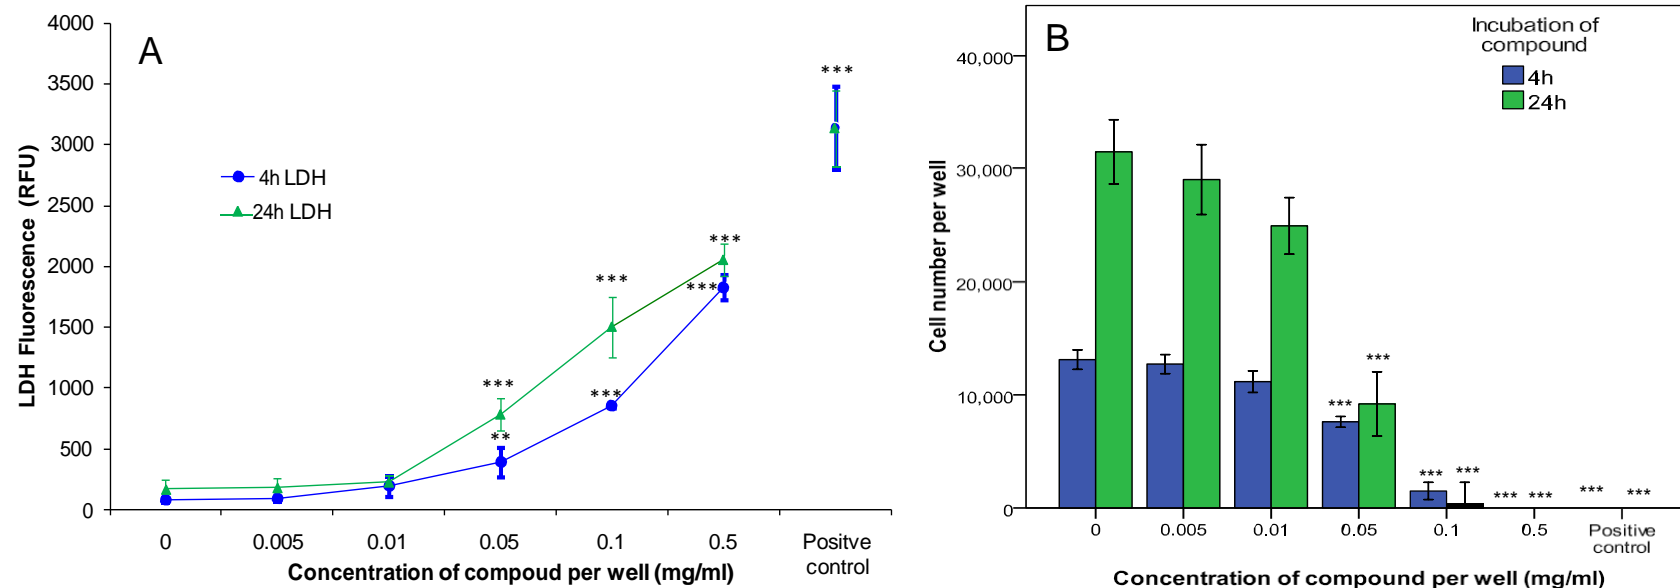 A
4000
3500
3000
2500
2000
1500
1000
500
0
LDH Fluorescence (RFU)
4h LDH
24h LDH
***
***
***
***
***
***
**
0 0.005 0.01 0.05 0.1 0.5 Positve
control
Concentration of compoud per well (mg/ml)
B
Incubation of
compound
4h
24h
40,000
30,000
20,000
10,000
0
Cell number per well
***
***
***
***
*** ***
*** ***
0 0.005 0.01 0.05 0.1 0.5 Positive
control
Concentration of compound per well (mg/ml)